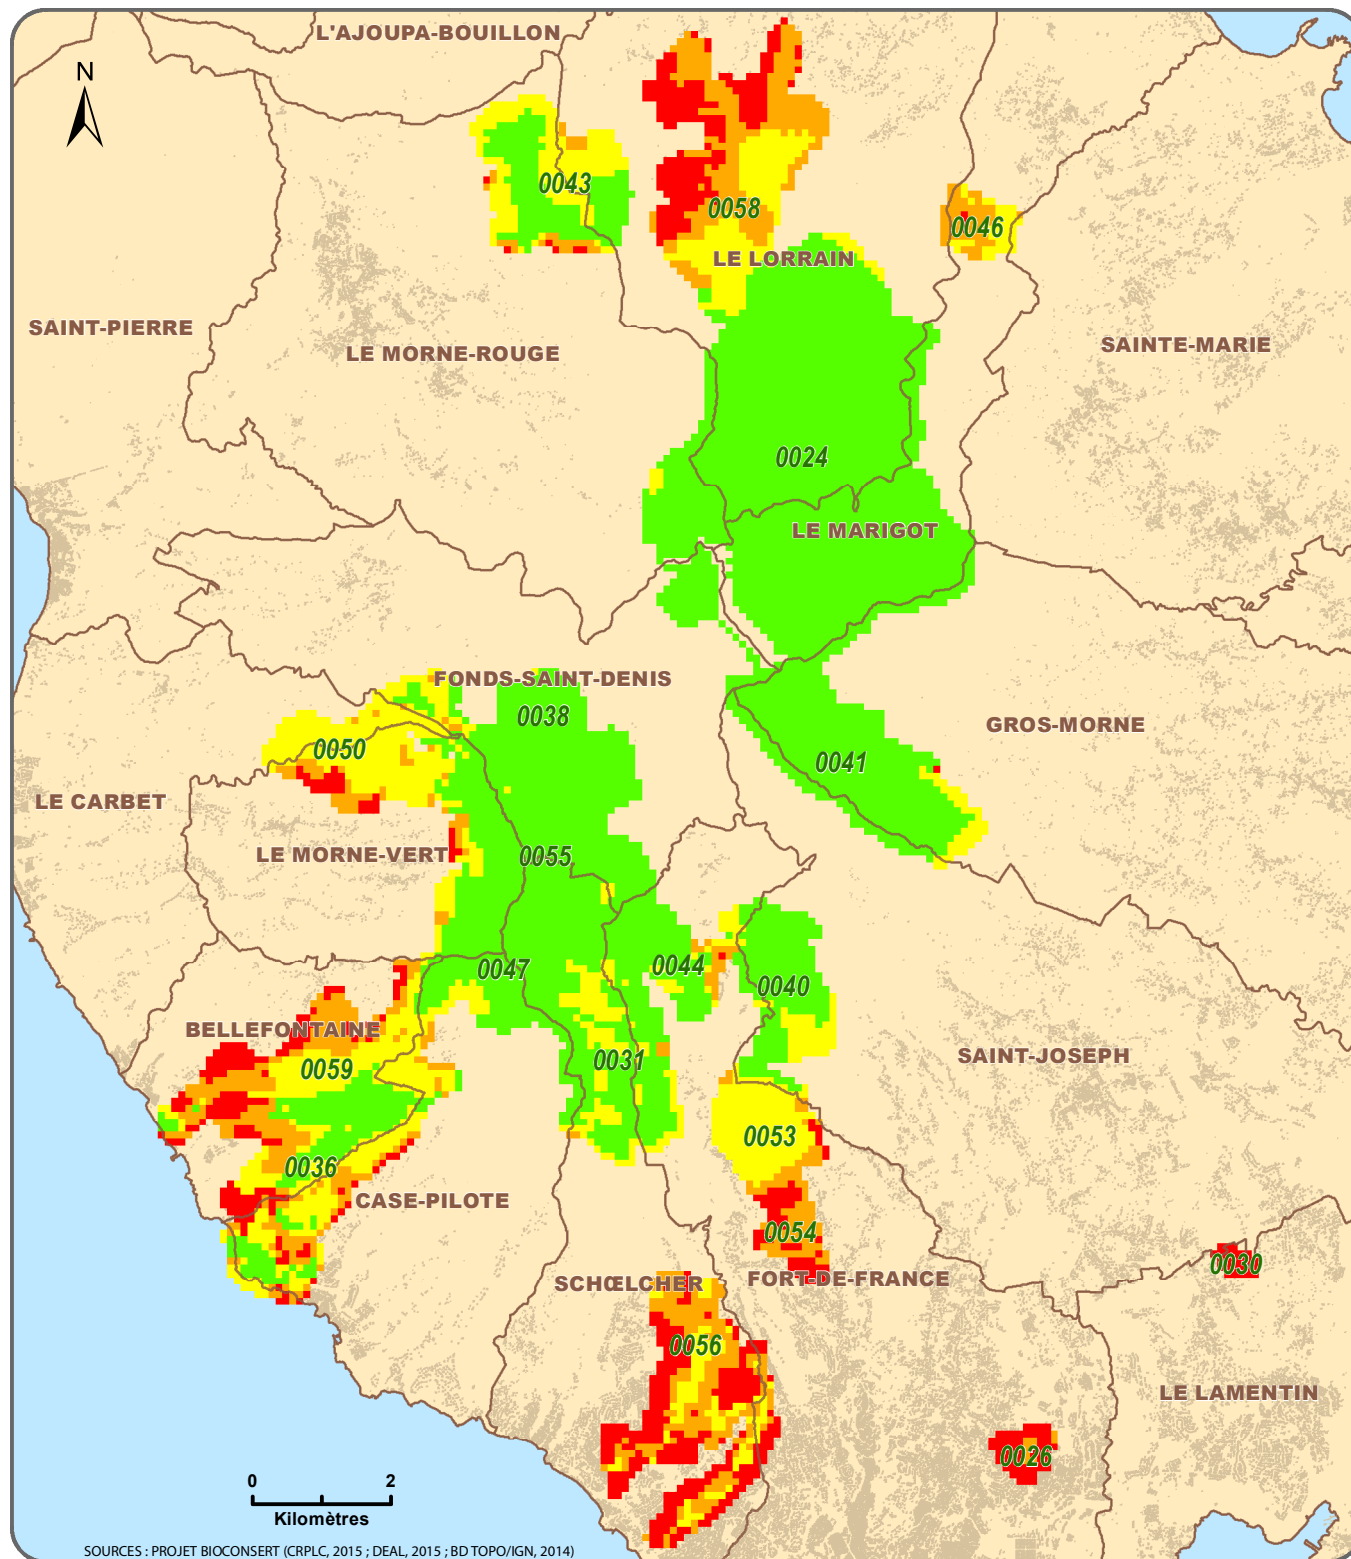 L'AJOUPA-BOUILLON
N
0043
0058
0046
LE LORRAIN
SAINT-PIERRE
LE MORNE-ROUGE
SAINTE-MARIE
0024
LE MARIGOT
FONDS-SAINT-DENIS
0038
GROS-MORNE
0050
0041
LE CARBET
LE MORNE-VERT
0055
0047
0044
0040
BELLEFONTAINE
0059
0031
SAINT-JOSEPH
0053
0036
CASE-PILOTE
0054
0030
SCHŒLCHER
FORT-DE-FRANCE
0056
LE LAMENTIN
0026
0 2
Kilomètres
SOURCES : PROJET BIOCONSERT (CRPLC, 2015 ; DEAL, 2015 ; BD TOPO/IGN, 2014)